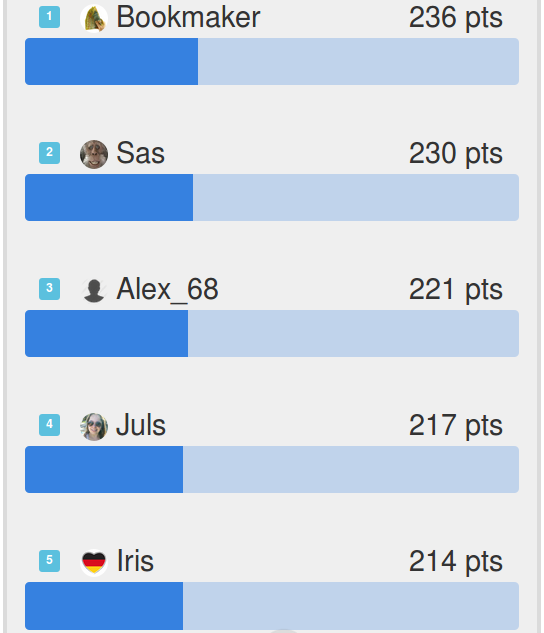 1 Bookmaker 236 pts
2 Sas 230 pts
3 Alex_68 221 pts
4 Juls 217 pts
5 Iris 214 pts